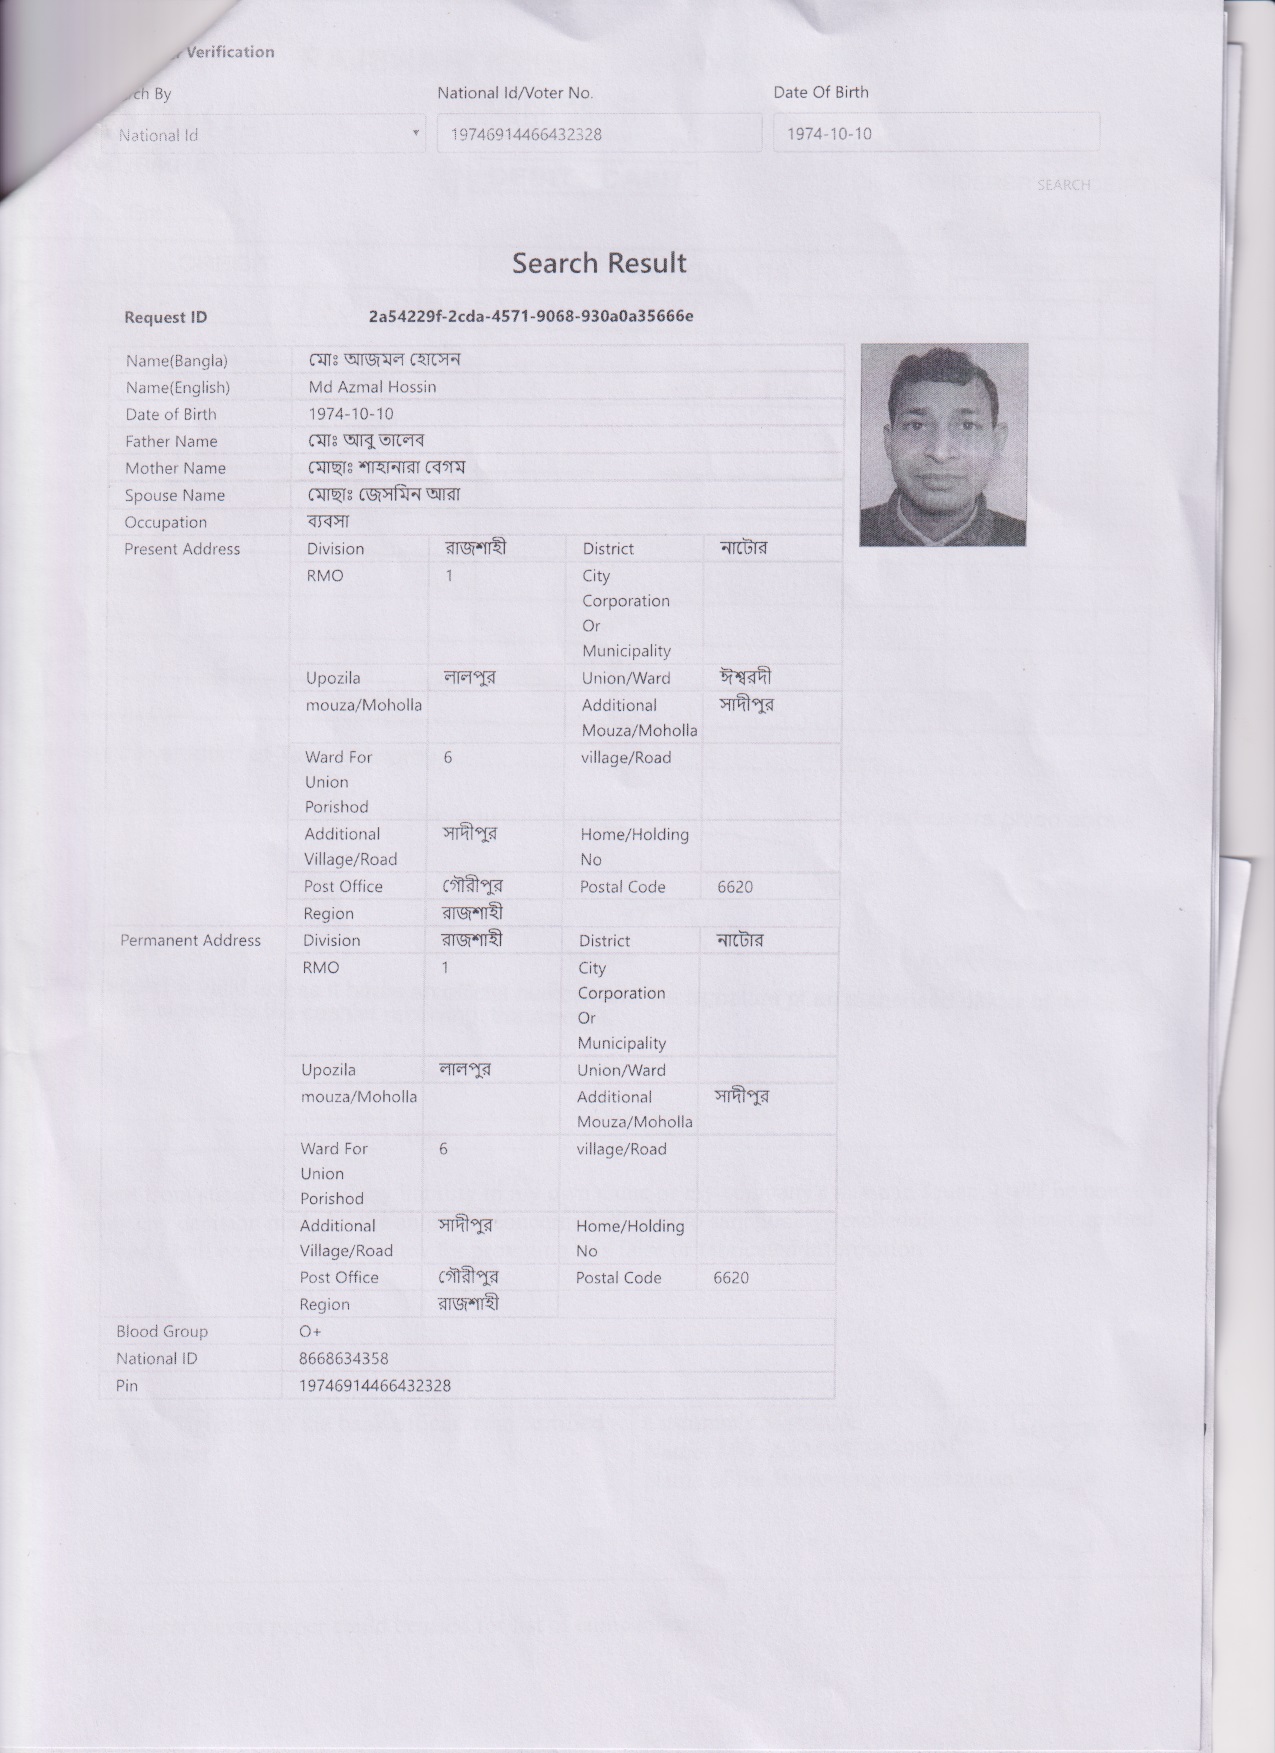 Verification
ch By National Id/Voter No. Date Of Birth
National Id 19746914466432328 1974-10-10
SEARCH
Search Result
Request ID 2a54229f-2cda-4571-9068-930a0a35666e
Name(Bangla) মোঃ আজমল হোসেন
Name(English) Md Azmal Hossin
Date of Birth 1974-10-10
Father Name মোঃ আবু তালেব
Mother Name মোছাঃ শাহানারা বেগম
Spouse Name মোছাঃ জেসমিন আরা
Occupation ব্যবসা
Present Address Division রাজশাহী District নাটোর
RMO 1 City
Corporation
Or
Municipality
Upozila লালপুর Union/Ward ঈশ্বরদী
mouza/Moholla Additional সাদীপুর
Mouza/Moholla
Ward For 6 village/Road
Union
Porishod
Additional সাদীপুর Home/Holding
Village/Road No
Post Office গৌরীপুর Postal Code 6620
Region রাজশাহী
Permanent Address Division রাজশাহী District নাটোর
RMO 1 City
Corporation
Or
Municipality
Upozila লালপুর Union/Ward
mouza/Moholla Additional সাদীপুর
Mouza/Moholla
Ward For 6 village/Road
Union
Porishod
Additional সাদীপুর Home/Holding
Village/Road No
Post Office গৌরীপুর Postal Code 6620
Region রাজশাহী
Blood Group O+
National ID 8668634358
Pin 19746914466432328